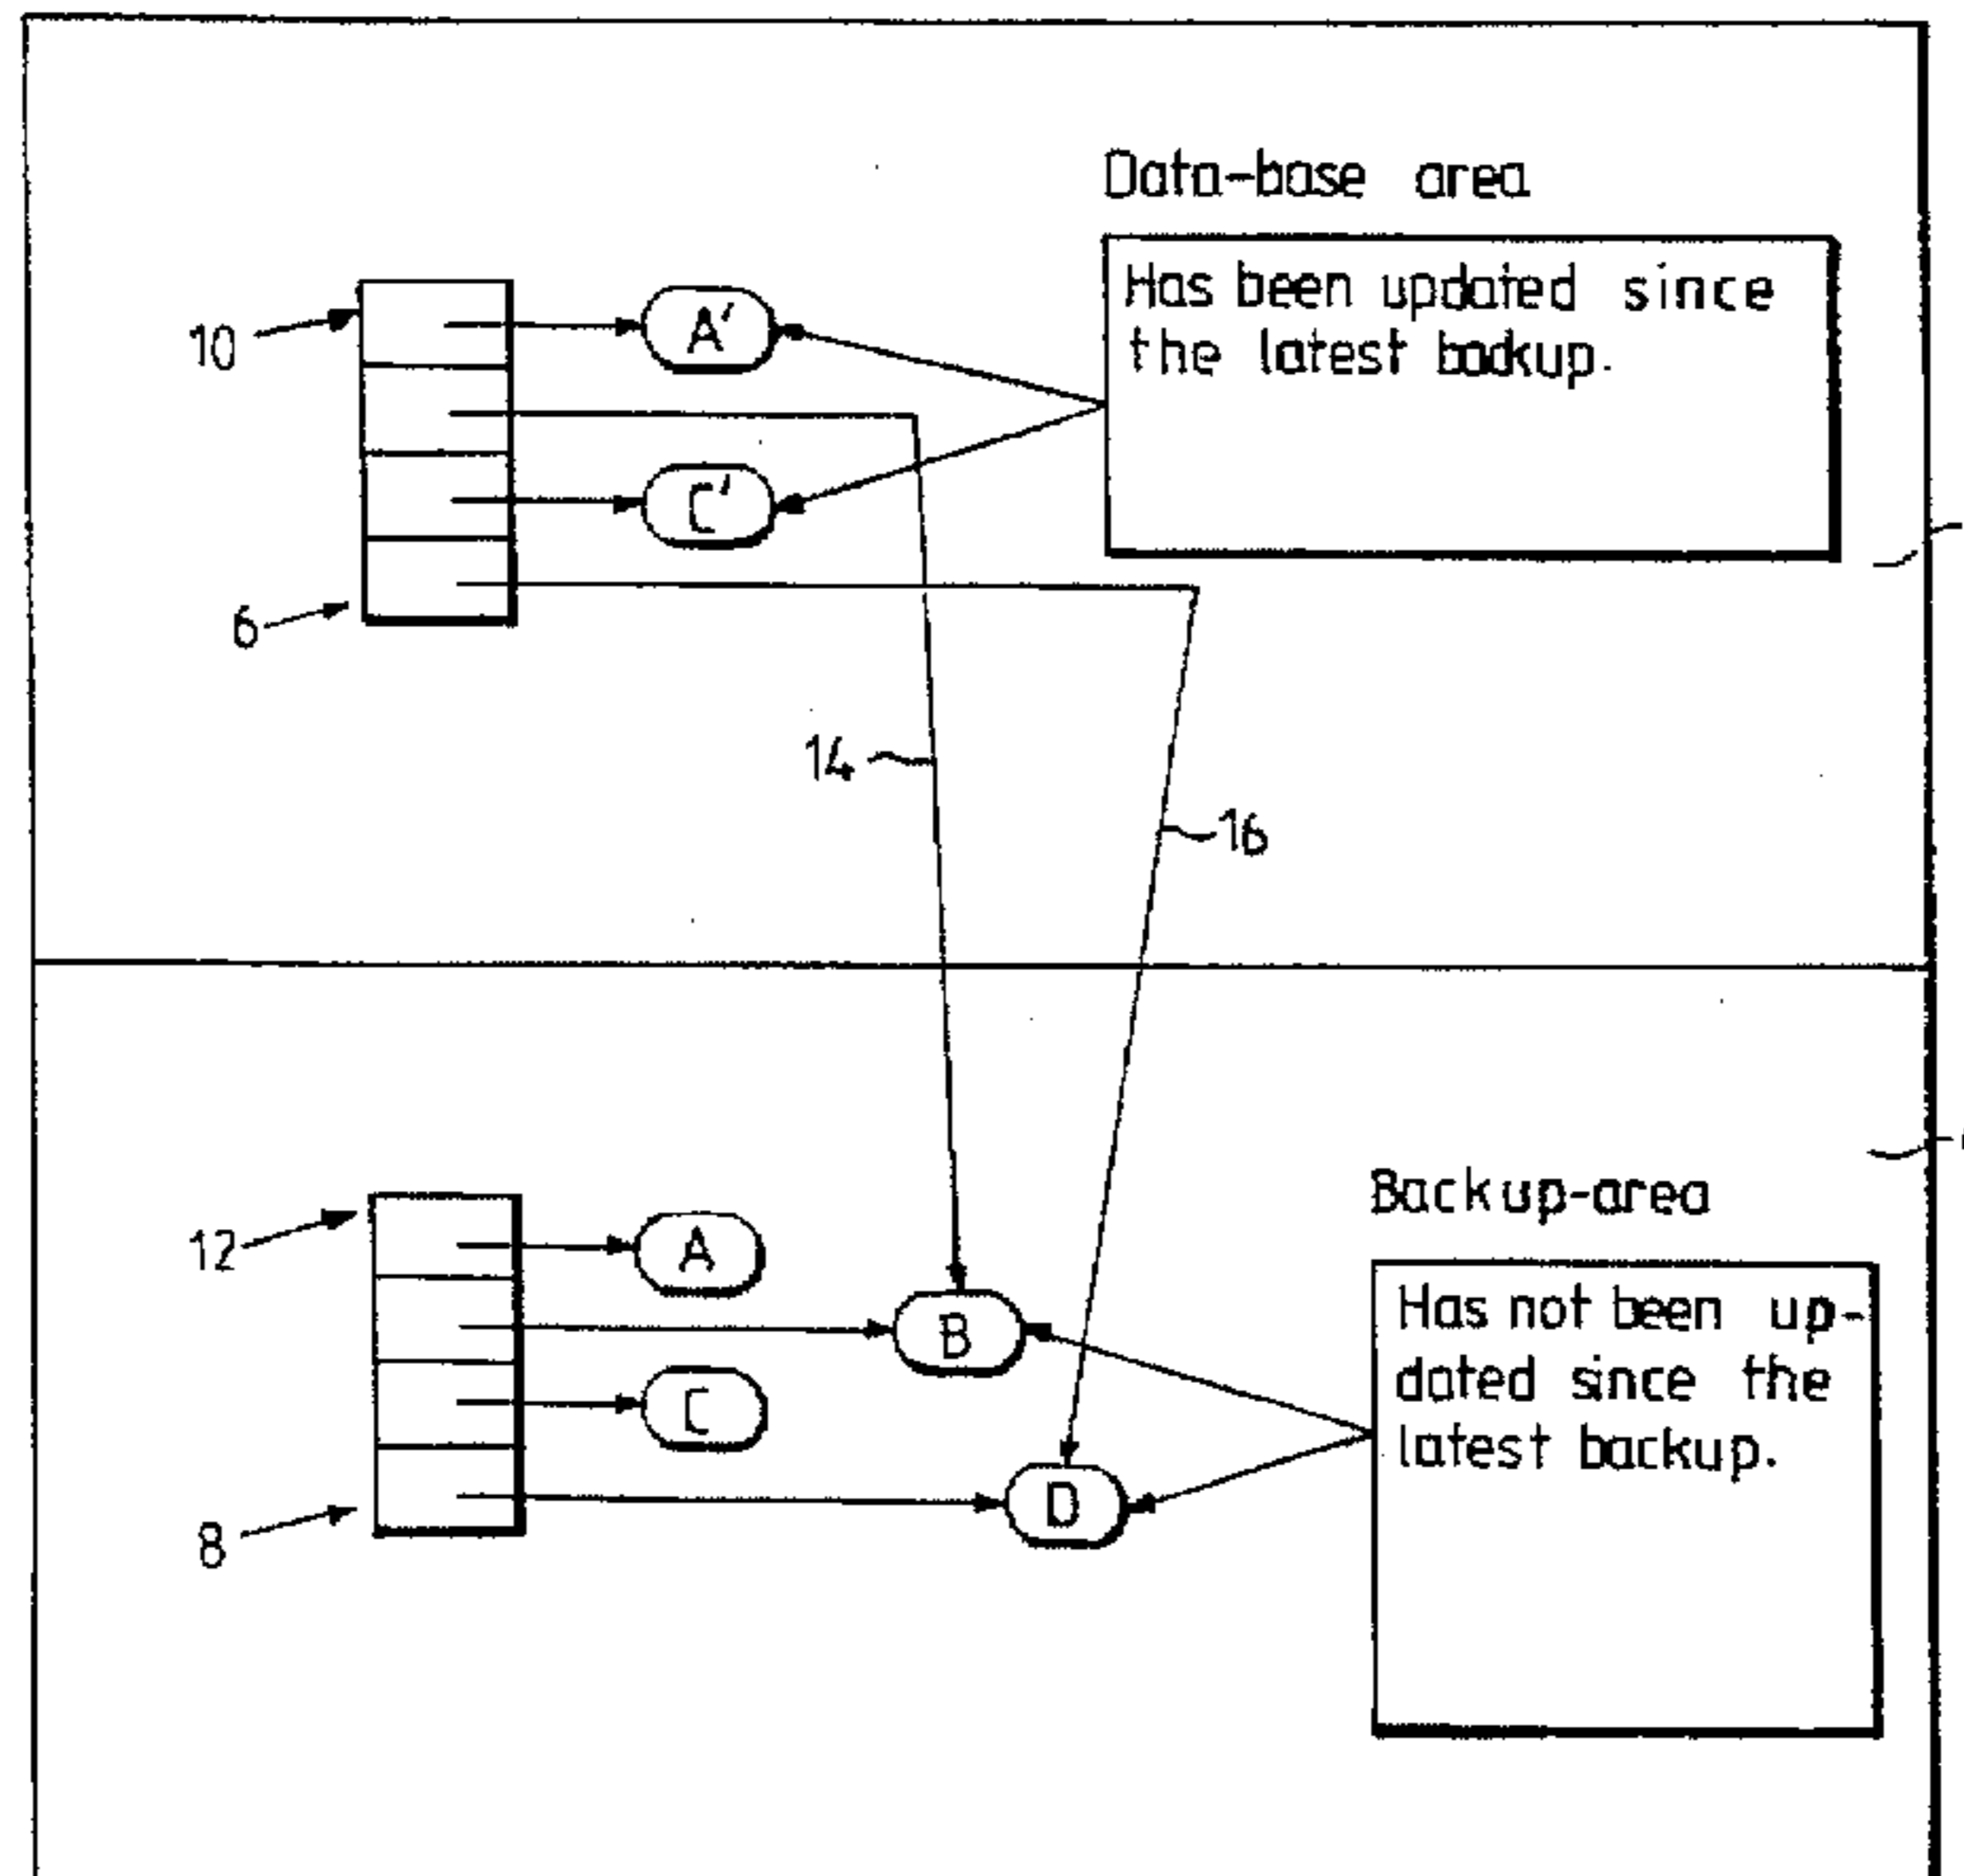 Data-base area
Has been updated since
the latest backup.
10
A'
C'
6
14
16
Backup-area
Has not been up-
dated since the
latest backup.
12
A
B
C
D
8